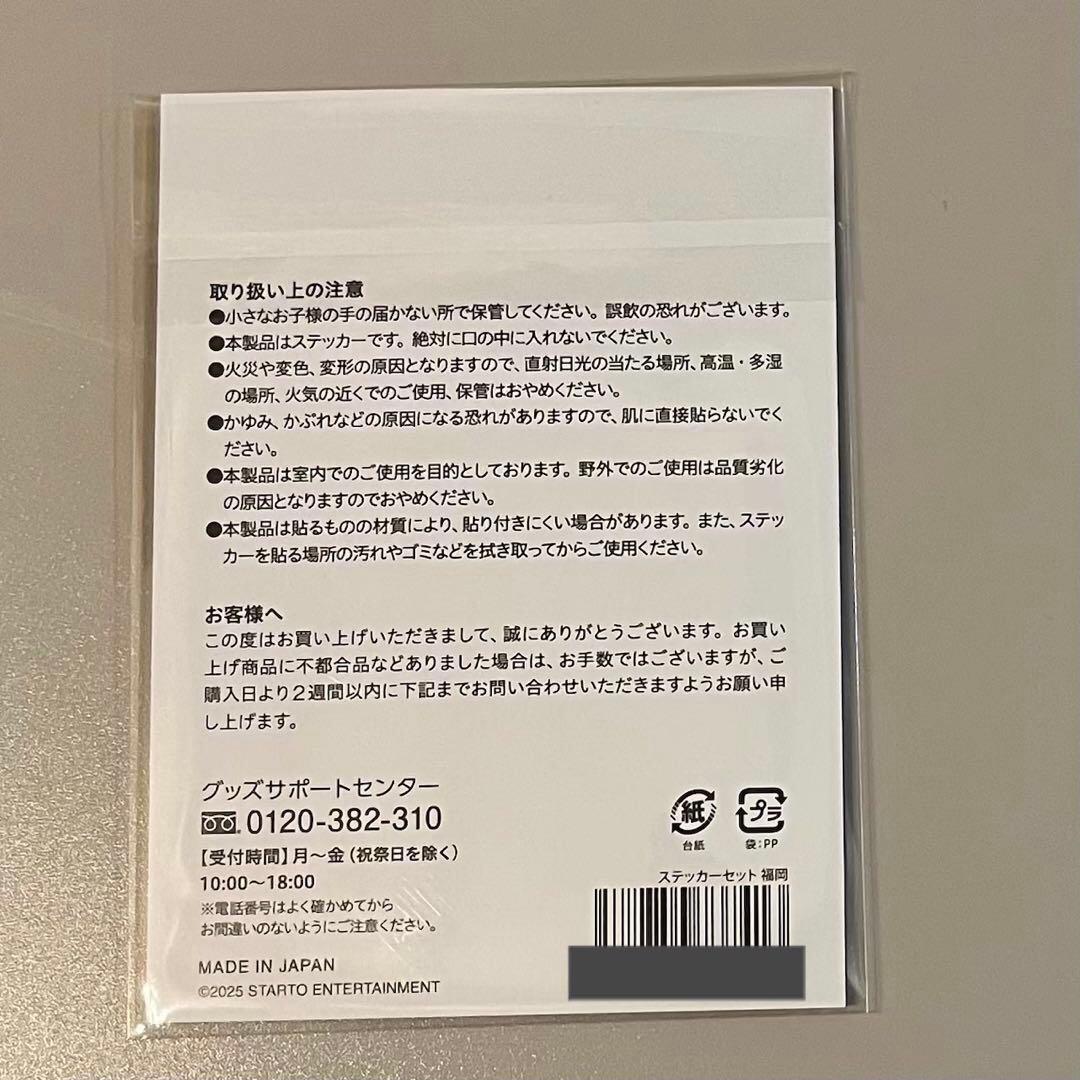 取り扱い上の注意
●小さなお子様の手の届かない所で保管してください。誤飲の恐れがございます。
●本製品はステッカーです。絶対に口の中に入れないでください。
●火災や変色、変形の原因となりますので、直射日光の当たる場所、高温・多湿
の場所、火気の近くでのご使用、保管はおやめください。
●かゆみ、かぶれなどの原因になる恐れがありますので、肌に直接貼らないでく
ださい。
●本製品は室内でのご使用を目的としております。野外でのご使用は品質劣化
の原因となりますのでおやめください。
●本製品は貼るものの材質により、貼り付きにくい場合があります。また、ステッ
カーを貼る場所の汚れやゴミなどを拭き取ってからご使用ください。
お客様へ
この度はお買い上げいただきまして、誠にありがとうございます。お買い
上げ商品に不都合品などありました場合は、お手数ではございますが、ご
購入日より2週間以内に下記までお問い合わせいただきますようお願い申
し上げます。
グッズサポートセンター
0120-382-310
【受付時間】月～金（祝祭日を除く）
10:00～18:00
※電話番号はよく確かめてから
お間違いのないようにご注意ください。
MADE IN JAPAN
©2025 STARTO ENTERTAINMENT
紙
台紙
プラ
袋：PP
ステッカーセット 福岡